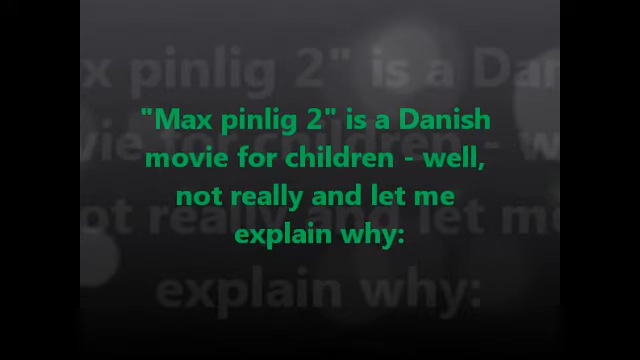 "Max pinlig 2" is a Danish
movie for children - well,
not really and let me
explain why: